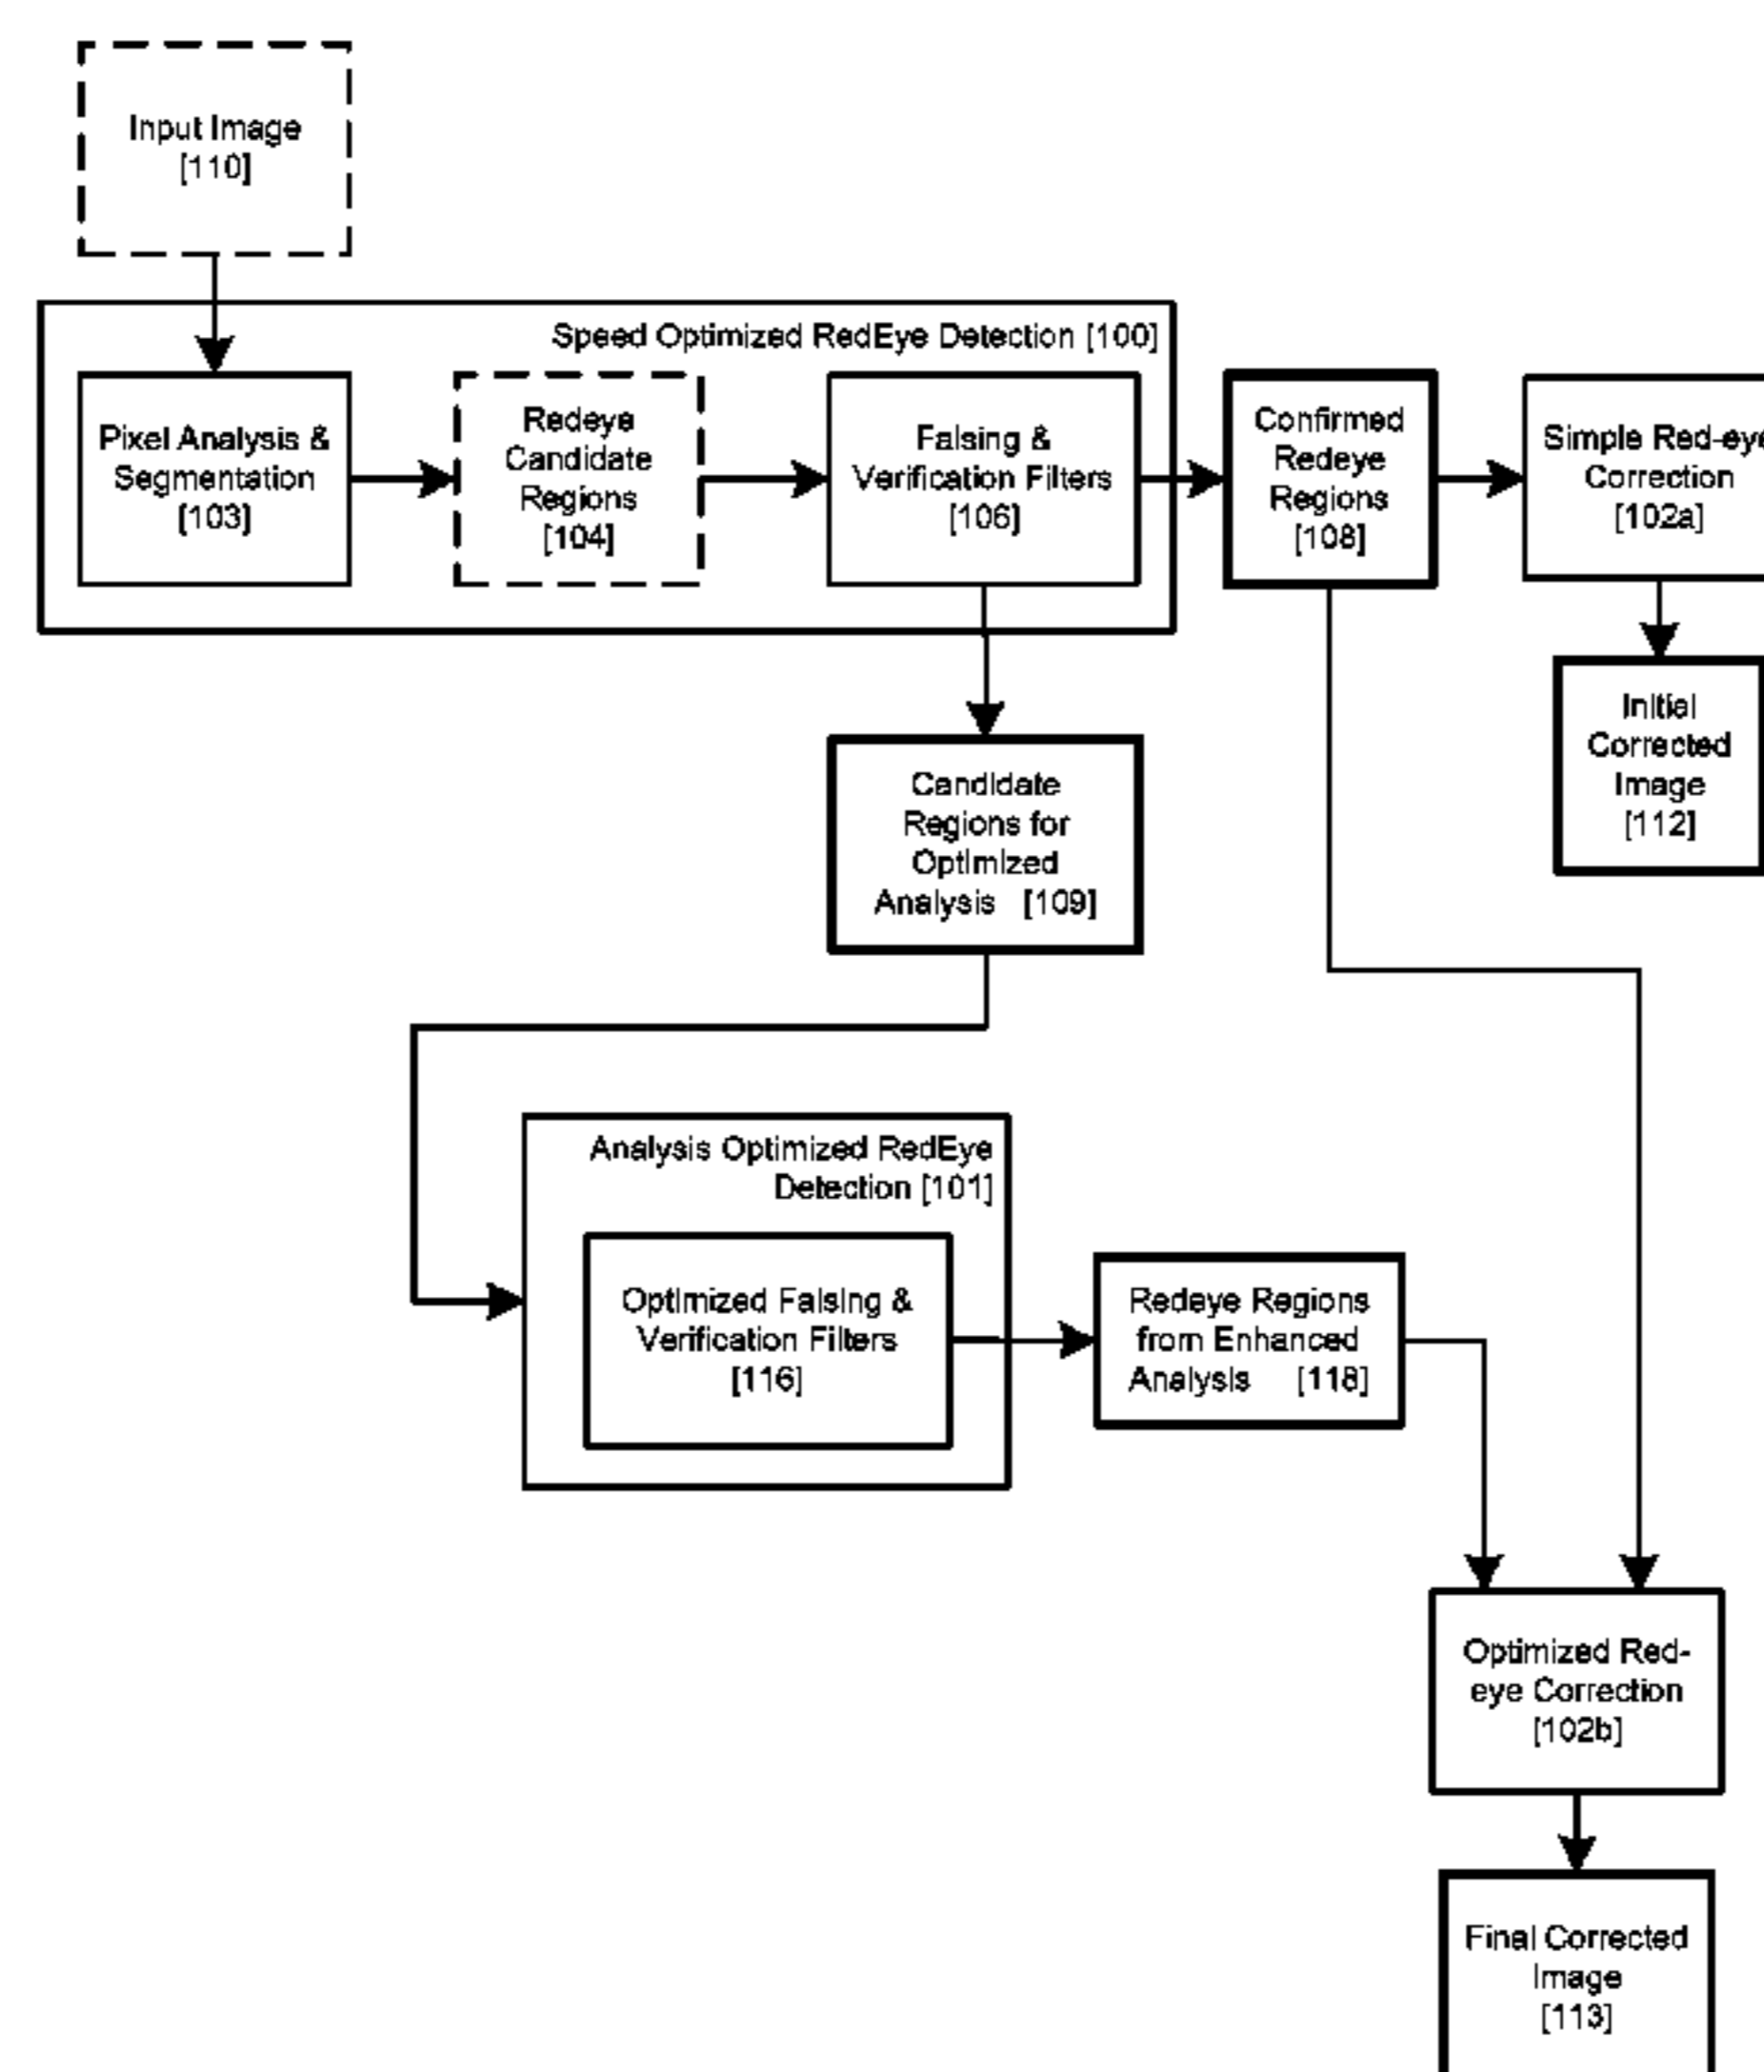 Input Image
[110]
Speed Optimized RedEye Detection [100]
Pixel Analysis &
Segmentation
[103]
Redeye
Candidate
Regions
[104]
Falsing &
Verification Filters
[106]
Confirmed
Redeye
Regions
[108]
Simple Red-eye
Correction
[102a]
Initial
Corrected
Image
[112]
Candidate
Regions for
Optimized
Analysis [109]
Analysis Optimized RedEye
Detection [101]
Optimized Falsing &
Verification Filters
[116]
Redeye Regions
from Enhanced
Analysis [118]
Optimized Red-
eye Correction
[102b]
Final Corrected
Image
[113]